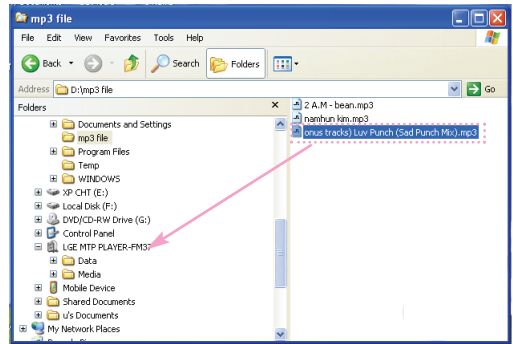 mp3 file
File Edit View Favorites Tools Help
Back Search Folders
Address D:\mp3 file Go
Folders
Documents and Settings
mp3 file
Program Files
Temp
WINDOWS
XP CHT (E:)
Local Disk (F:)
DVD/CD-RW Drive (G:)
Control Panel
LGE MTP PLAYER-FM37
Data
Media
Mobile Device
Shared Documents
u's Documents
My Network Places
2 A.M - bean.mp3
namhun kim.mp3
onus tracks) Luv Punch (Sad Punch Mix).mp3